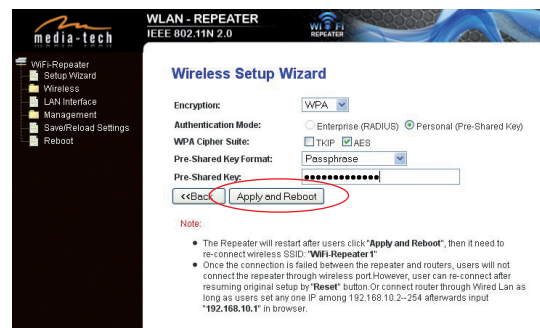 media-tech
WLAN - REPEATER
IEEE 802.11N 2.0
WI FI
REPEATER
WiFi-Repeater
Setup Wizard
Wireless
LAN Interface
Management
Save/Reload Settings
Reboot
Wireless Setup Wizard
Encryption: WPA
Authentication Mode: Enterprise (RADIUS) Personal (Pre-Shared Key)
WPA Cipher Suite: TKIP AES
Pre-Shared Key Format: Passphrase
Pre-Shared Key: •••••••••••••
<<Back Apply and Reboot
Note:
• The Repeater will restart after users click "Apply and Reboot", then it need to
re-connect wireless SSID: "WiFi-Repeater1"
• Once the connection is failed between the repeater and routers, users will not
connect the repeater through wireless port.However, user can re-connect after
resuming original setup by "Reset" button.Or connect router through Wired Lan as
long as users set any one IP among 192.168.10.2--254 afterwards input
"192.168.10.1" in browser.